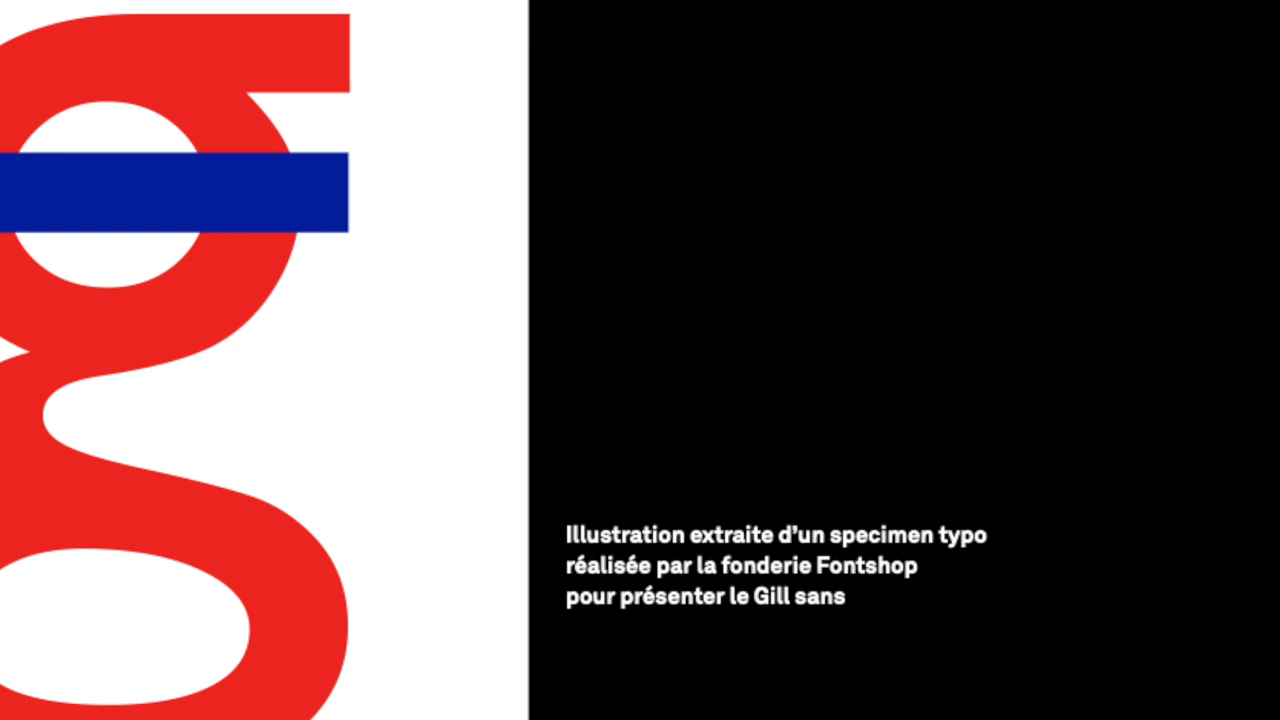 g
Illustration extraite d’un specimen typo
réalisée par la fonderie Fontshop
pour présenter le Gill sans